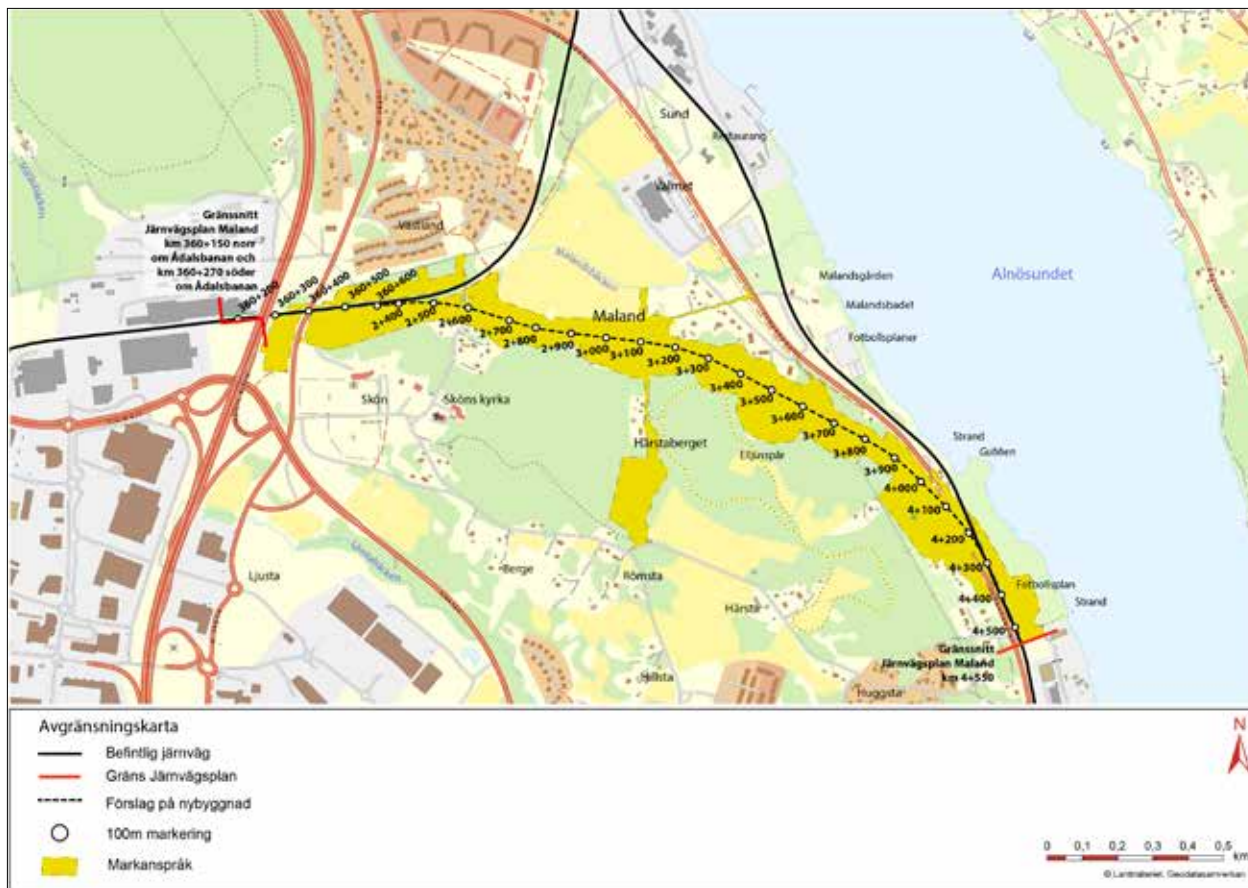 Sund
Restaurang
Valmet
Västland
Gränssnitt
Järnvägsplan Maland
km 360+150 norr
om Ådalsbanan och
km 360+270 söder
om Ådalsbanan
360+200
360+300
360+400
360+500
360+600
2+400
2+500
2+600
2+700
2+800
2+900
3+000
3+100
3+200
3+300
3+400
3+500
3+600
3+700
3+800
3+900
4+000
4+100
4+200
4+300
4+400
4+500
Maland
Malandsgården
Alnösundet
Malandsbadet
Fotbollsplaner
Skön
Sköns kyrka
Härstaberget
Elljusspår
Strand
Gubben
Ljusta
Berge
Römsta
Härsta
Fotbollsplan
Strand
Gränssnitt
Järnvägsplan Maland
km 4+550
Hillsta
Huggsta
Avgränsningskarta
Befintlig järnväg
Gräns Järnvägsplan
Förslag på nybyggnad
100m markering
Markanspråk
N
0 0,1 0,2 0,3 0,4 0,5
km
© Lantmäteriet, Geodatasamverkan